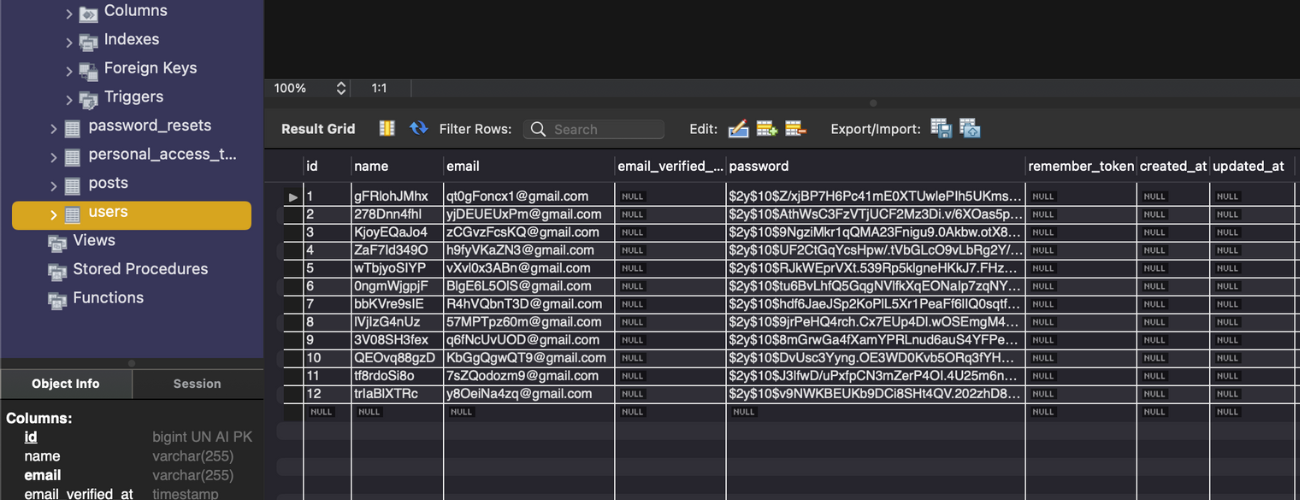 Columns
Indexes
Foreign Keys
Triggers
password_resets
personal_access_t...
posts
users
Views
Stored Procedures
Functions
Object Info Session
Columns:
id bigint UN AI PK
name varchar(255)
email varchar(255)
email_verified_at timestamp
100% 1:1
Result Grid Filter Rows: Search Edit: Export/Import:
id name email email_verified_... password remember_token created_at updated_at
1 gFRlohJMhx qt0gFoncx1@gmail.com NULL $2y$10$Z/xjBP7H6Pc41mE0XTUwlePIh5UKms... NULL NULL NULL
2 278Dnn4fhI yjDEUEUxPm@gmail.com NULL $2y$10$AthWsC3FzVTjUCF2Mz3Di.v/6XOas5p... NULL NULL NULL
3 KjoyEQaJo4 zCGvzFcsKQ@gmail.com NULL $2y$10$9NgziMkr1qQMA23Fnigu9.0Akbw.otX8... NULL NULL NULL
4 ZaF7ld349O h9fyVKaZN3@gmail.com NULL $2y$10$UF2CtGqYcsHpw/.tVbGLcO9vLbRg2Y/... NULL NULL NULL
5 wTbjyoSIYP vXvl0x3ABn@gmail.com NULL $2y$10$RJkWEprVXt.539Rp5klgneHKkJ7.FHz... NULL NULL NULL
6 0ngmWjgpjF BlgE6L5OIS@gmail.com NULL $2y$10$tu6BvLhfQ5GqgNVlfkXqEONaIp7zqNY... NULL NULL NULL
7 bbKVre9sIE R4hVQbnT3D@gmail.com NULL $2y$10$hdf6JaeJSp2KoPlL5Xr1PeaFf6lIQ0sqtf... NULL NULL NULL
8 lVjIzG4nUz 57MPTpz60m@gmail.com NULL $2y$10$9jrPeHQ4rch.Cx7EUp4Dl.wOSEmgM4... NULL NULL NULL
9 3V08SH3fex q6fNcUvUOD@gmail.com NULL $2y$10$8mGrwGa4fXamYPRLnud6auS4YFPe... NULL NULL NULL
10 QEOvq88gzD KbGgQgwQT9@gmail.com NULL $2y$10$DvUsc3Yyng.OE3WD0Kvb5ORq3fYH... NULL NULL NULL
11 tf8rdoSi8o 7sZQodozm9@gmail.com NULL $2y$10$J3lfwD/uPxfpCN3mZerP4OI.4U25m6n... NULL NULL NULL
12 trIaBlXTRc y8OeiNa4zq@gmail.com NULL $2y$10$v9NWKBEUKb9DCi8SHt4QV.202zhD8... NULL NULL NULL
NULL NULL NULL NULL NULL NULL NULL NULL